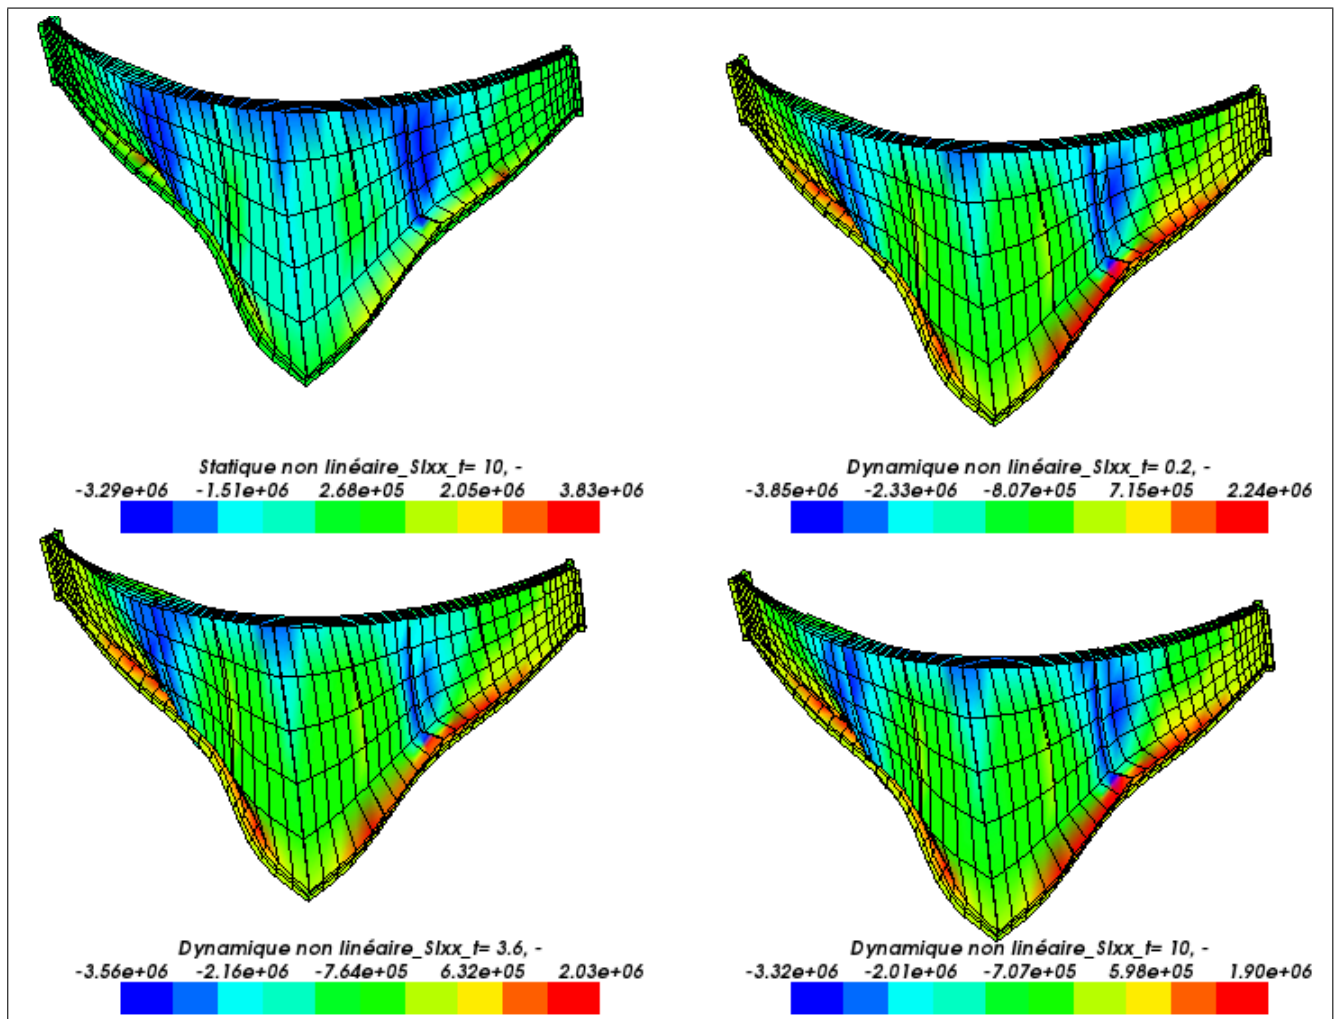 Statique non linéaire_SIxx_t= 10, -
-3.29e+06 -1.51e+06 2.68e+05 2.05e+06 3.83e+06
Dynamique non linéaire_SIxx_t= 0.2, -
-3.85e+06 -2.33e+06 -8.07e+05 7.15e+05 2.24e+06
Dynamique non linéaire_SIxx_t= 3.6, -
-3.56e+06 -2.16e+06 -7.64e+05 6.32e+05 2.03e+06
Dynamique non linéaire_SIxx_t= 10, -
-3.32e+06 -2.01e+06 -7.07e+05 5.98e+05 1.90e+06